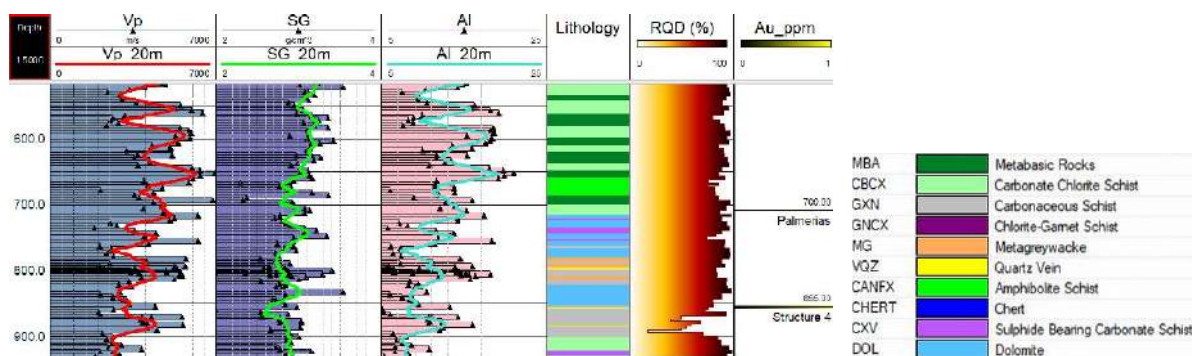 Depth
Vp
SG
AI
Lithology
RQD (%)
Au_ppm
0 m/s 7000
2 g/cm^3 4
5 25
1:5000
Vp 20m
SG 20m
AI 20m
0 7000
2 4
5 25
0 100
0 1
600.0
700.0
800.0
900.0
700.00
Palmerias
Structure 4
MBA Metabasic Rocks
CBCX Carbonate Chlorite Schist
GXN Carbonaceous Schist
GNCX Chlorite-Garnet Schist
MG Metagreywacke
VQZ Quartz Vein
CANFX Amphibolite Schist
CHERT Chert
CXV Sulphide Bearing Carbonate Schist
DOL Dolomite